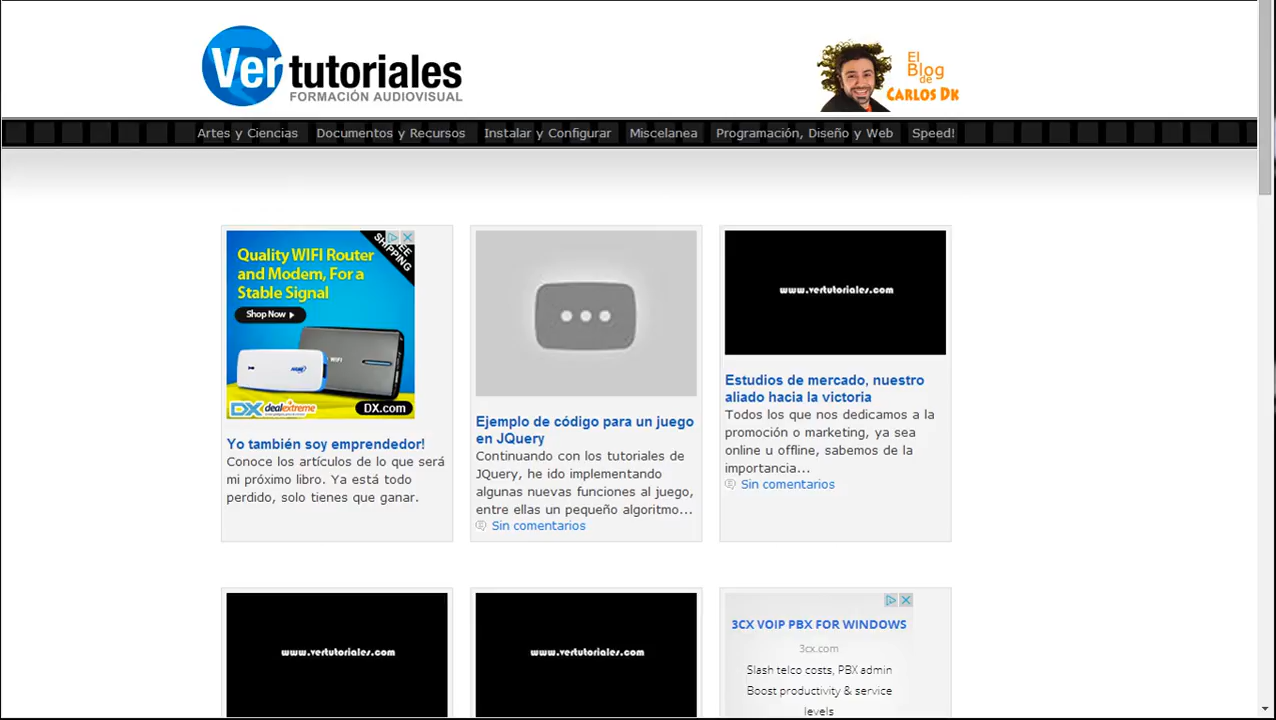 Ver tutoriales
FORMACIÓN AUDIOVISUAL
El
Blog
de
CARLOS DK
Artes y Ciencias Documentos y Recursos Instalar y Configurar Miscelanea Programación, Diseño y Web Speed!
FREE
SHIPPING
Quality WIFI Router
and Modem, For a
Stable Signal
Shop Now
WIFI
DX dealextreme
DX.com
Yo también soy emprendedor!
Conoce los artículos de lo que será
mi próximo libro. Ya está todo
perdido, solo tienes que ganar.
Ejemplo de código para un juego
en JQuery
Continuando con los tutoriales de
JQuery, he ido implementando
algunas nuevas funciones al juego,
entre ellas un pequeño algoritmo...
Sin comentarios
www.vertutoriales.com
Estudios de mercado, nuestro
aliado hacia la victoria
Todos los que nos dedicamos a la
promoción o marketing, ya sea
online u offline, sabemos de la
importancia...
Sin comentarios
www.vertutoriales.com
www.vertutoriales.com
3CX VOIP PBX FOR WINDOWS
3cx.com
Slash telco costs, PBX admin
Boost productivity & service
levels